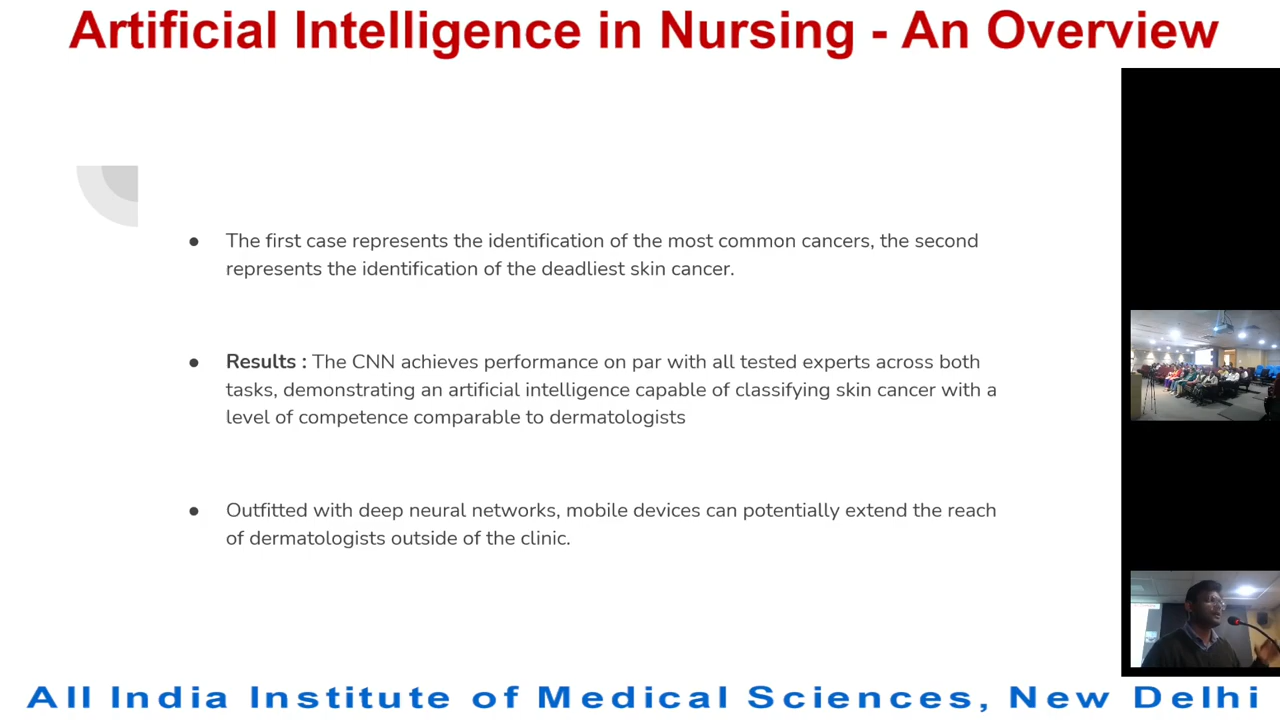 Artificial Intelligence in Nursing - An Overview
● The first case represents the identification of the most common cancers, the second
represents the identification of the deadliest skin cancer.
● Results : The CNN achieves performance on par with all tested experts across both
tasks, demonstrating an artificial intelligence capable of classifying skin cancer with a
level of competence comparable to dermatologists
● Outfitted with deep neural networks, mobile devices can potentially extend the reach
of dermatologists outside of the clinic.
All India Institute of Medical Sciences, New Delhi